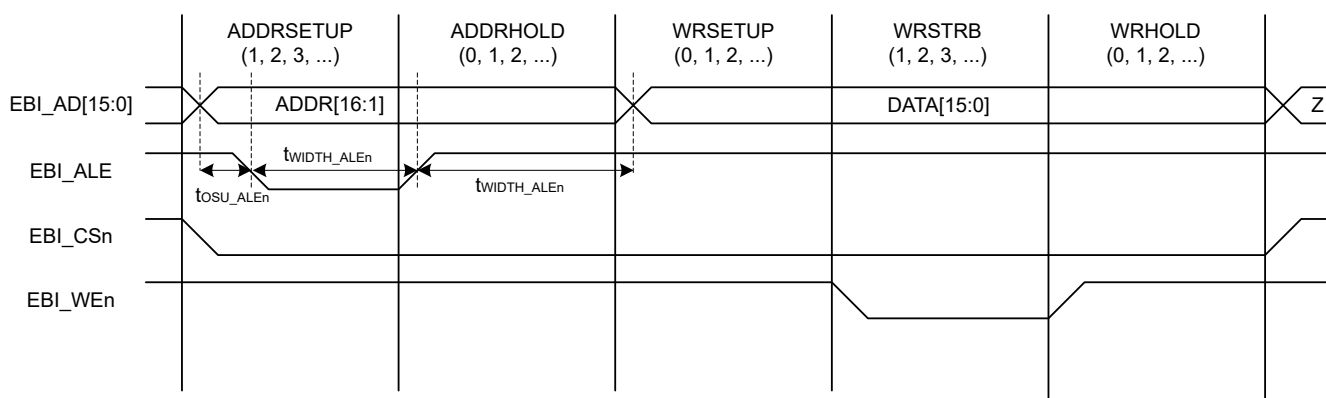 ADDRSETUP ADDRHOLD WRSETUP WRSTRB WRHOLD
(1, 2, 3, ...) (0, 1, 2, ...) (0, 1, 2, ...) (1, 2, 3, ...) (0, 1, 2, ...)
EBI_AD[15:0] ADDR[16:1] DATA[15:0] Z
tWIDTH_ALEn
EBI_ALE
tWIDTH_ALEn
tOSU_ALEn
EBI_CSn
EBI_WEn